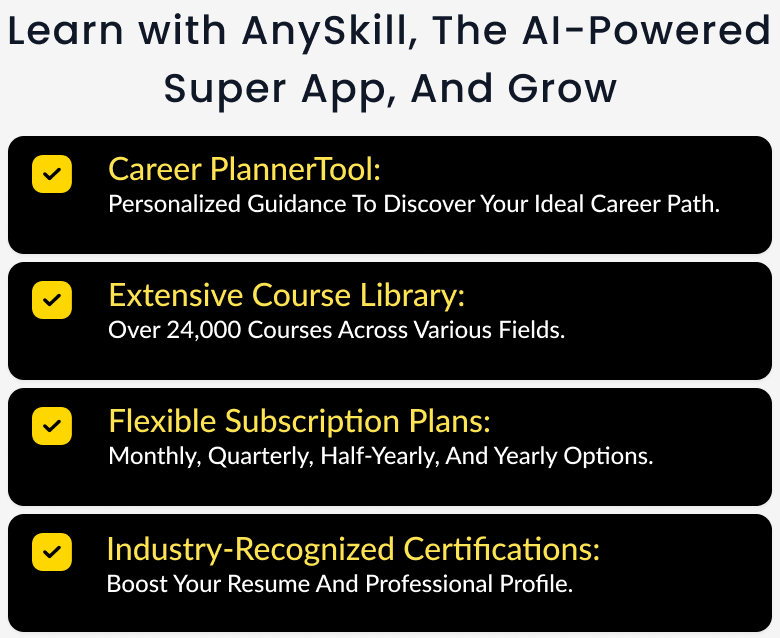 Learn with AnySkill, The AI-Powered
Super App, And Grow
Career PlannerTool:
Personalized Guidance To Discover Your Ideal Career Path.
Extensive Course Library:
Over 24,000 Courses Across Various Fields.
Flexible Subscription Plans:
Monthly, Quarterly, Half-Yearly, And Yearly Options.
Industry-Recognized Certifications:
Boost Your Resume And Professional Profile.